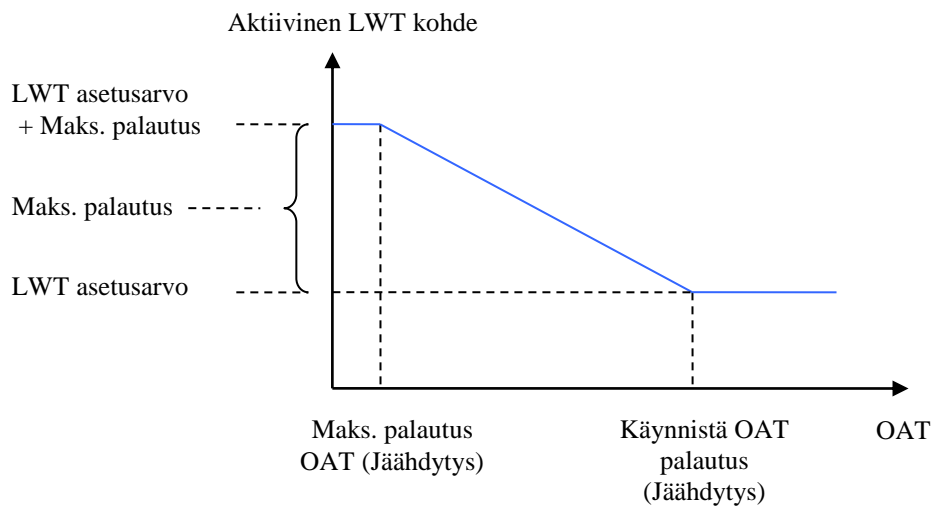 Aktiivinen LWT kohde
LWT asetusarvo
+ Maks. palautus
Maks. palautus
LWT asetusarvo
Maks. palautus
OAT (Jäähdytys)
Käynnistä OAT
palautus
(Jäähdytys)
OAT